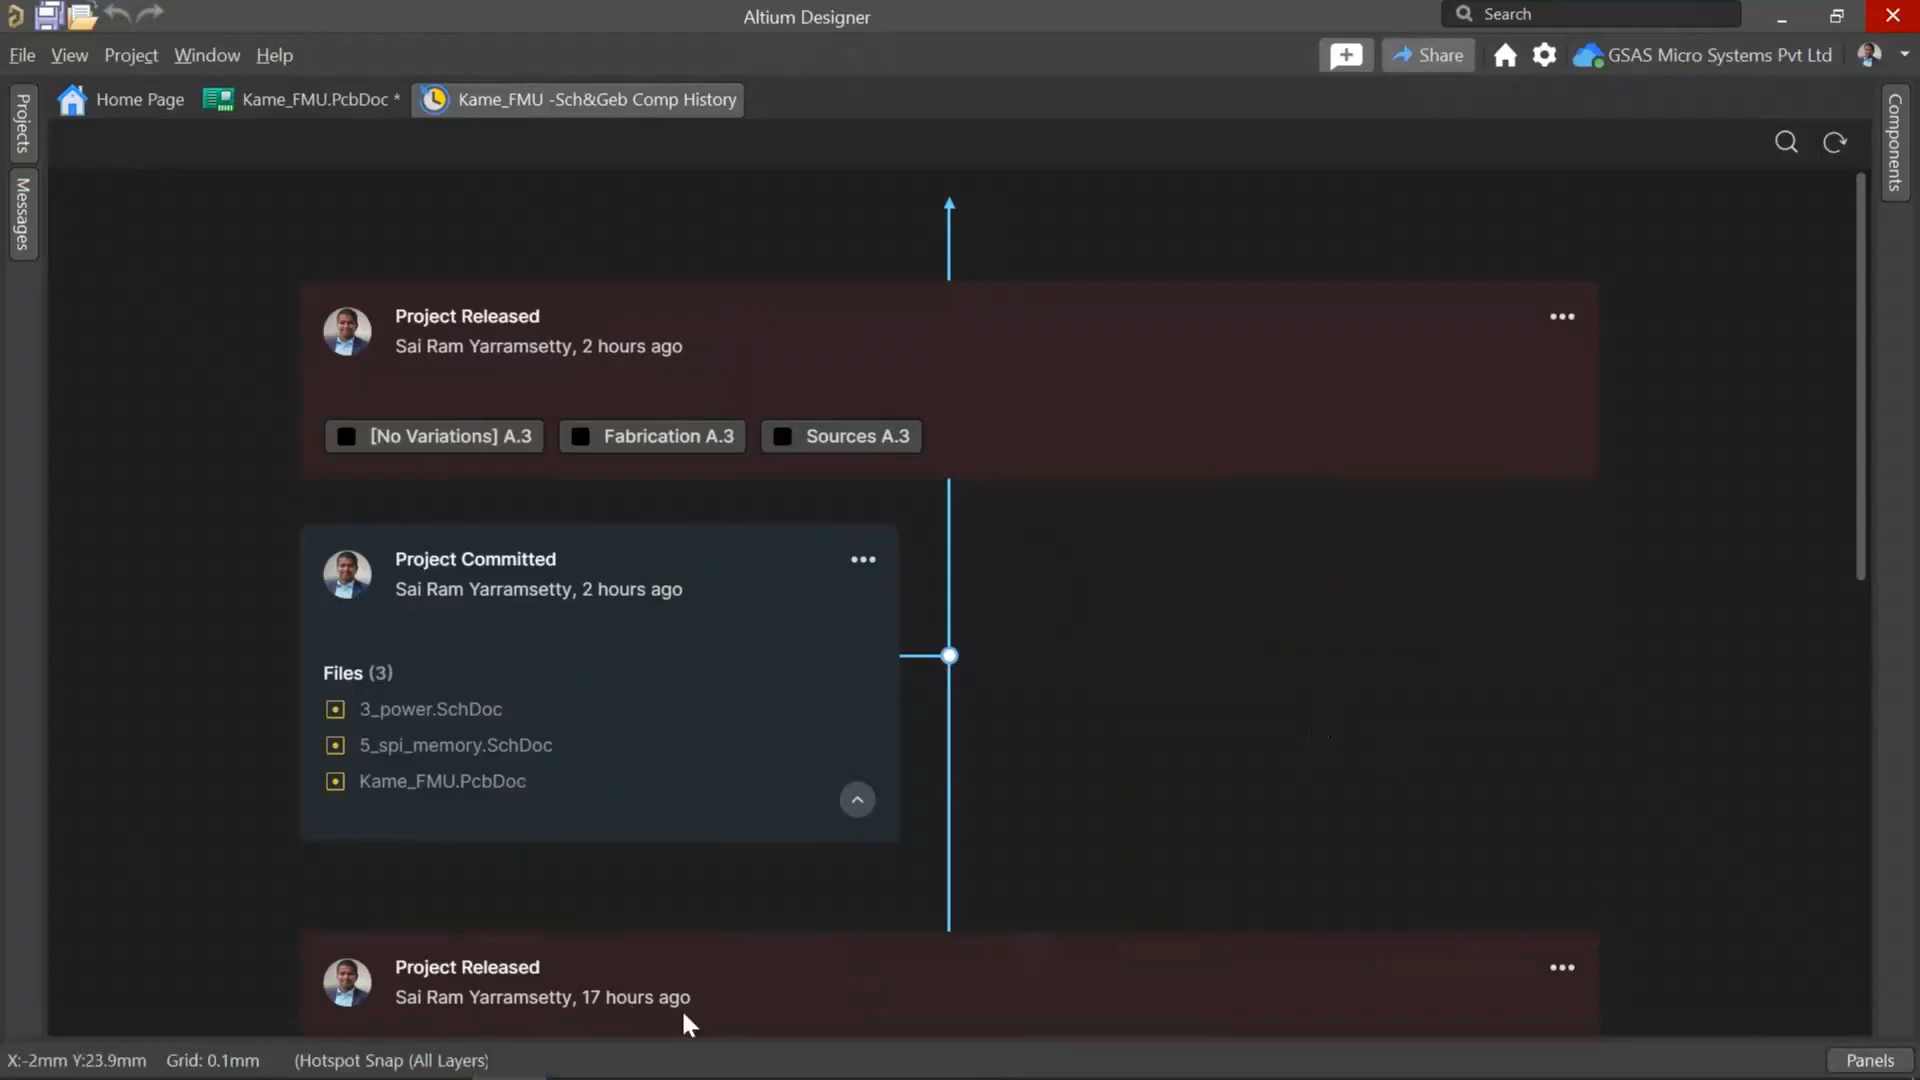 Altium Designer
Search
File View Project Window Help
Share
GSAS Micro Systems Pvt Ltd
Home Page
Kame_FMU.PcbDoc *
Kame_FMU -Sch&Geb Comp History
Projects
Messages
Components
Project Released
Sai Ram Yarramsetty, 2 hours ago
[No Variations] A.3
Fabrication A.3
Sources A.3
Project Committed
Sai Ram Yarramsetty, 2 hours ago
Files (3)
3_power.SchDoc
5_spi_memory.SchDoc
Kame_FMU.PcbDoc
Project Released
Sai Ram Yarramsetty, 17 hours ago
X:-2mm Y:23.9mm Grid: 0.1mm (Hotspot Snap (All Layers)
Panels